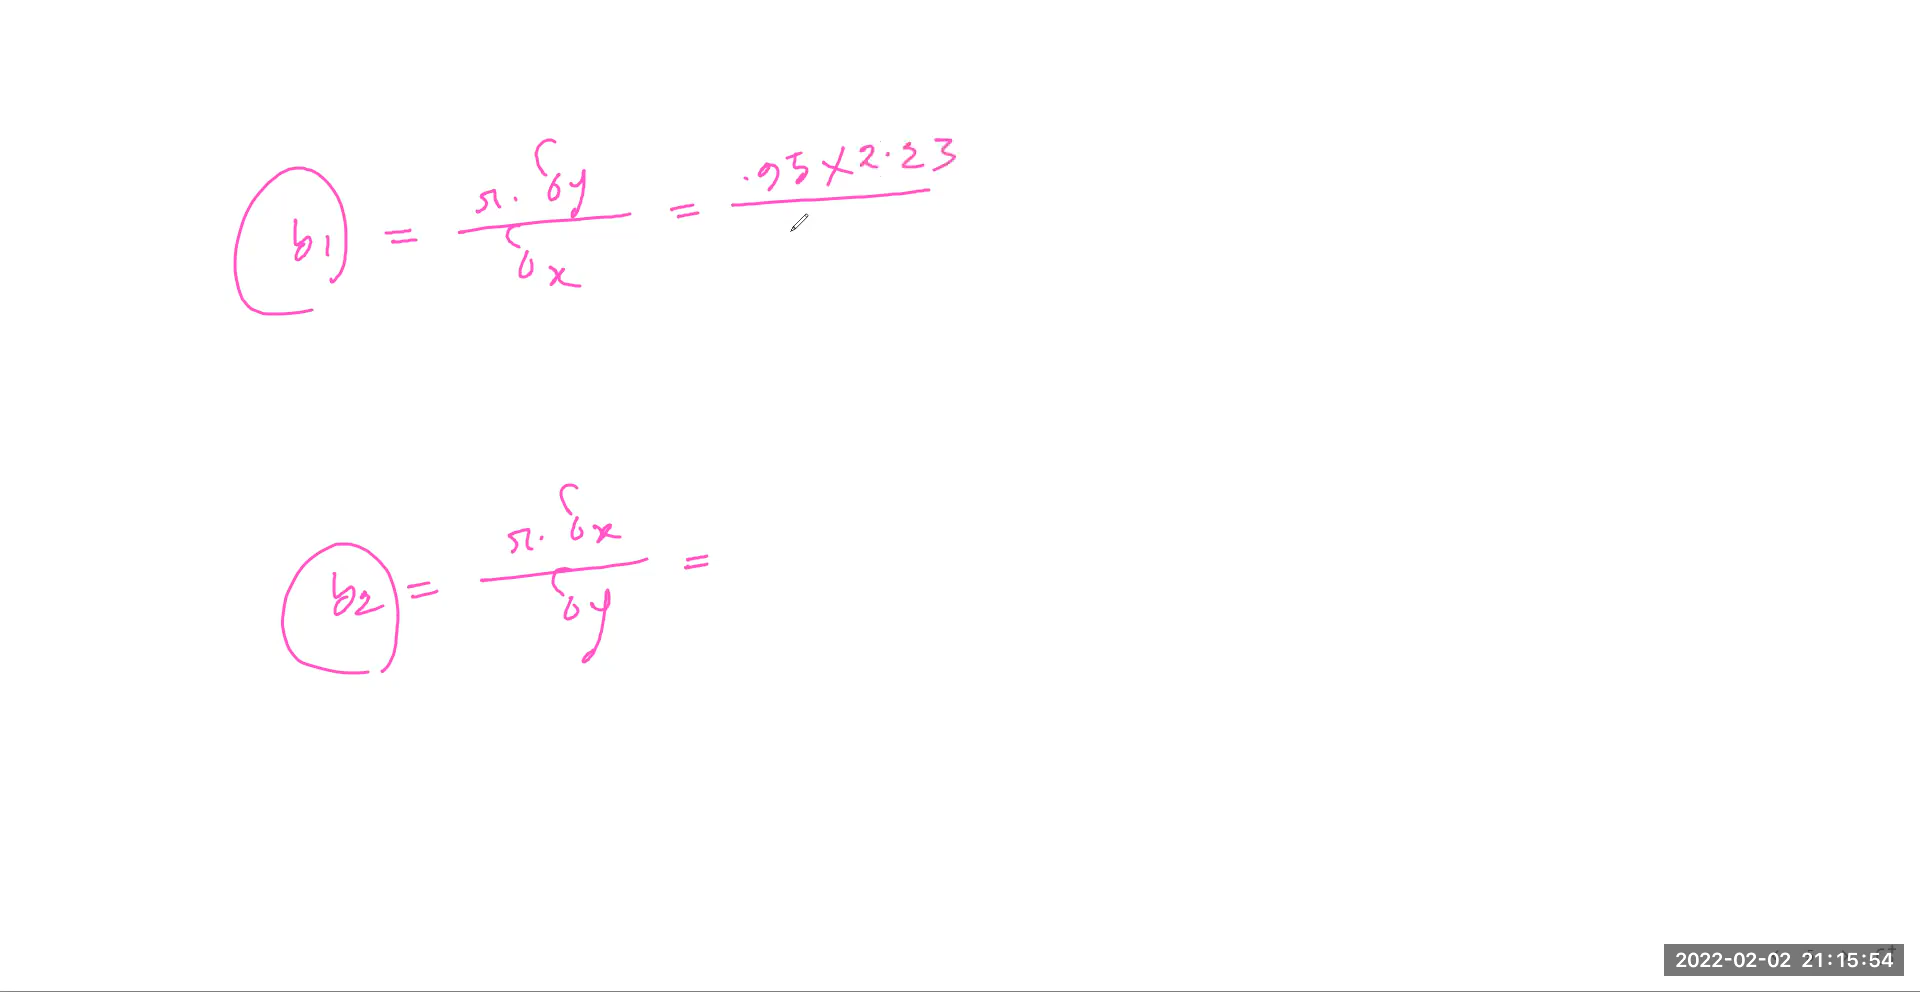 b1 = r. σy / σx = .95 × 2.23
b2 = r. σx / σy =
2022-02-02 21:15:54